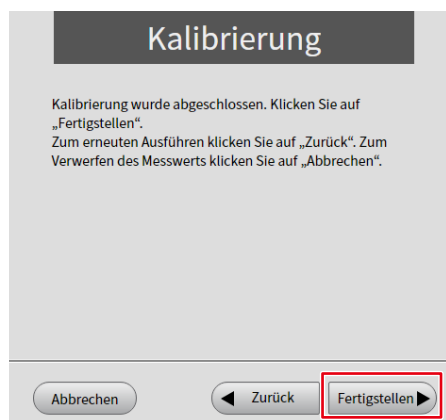 Kalibrierung
Kalibrierung wurde abgeschlossen. Klicken Sie auf
„Fertigstellen“.
Zum erneuten Ausführen klicken Sie auf „Zurück“. Zum
Verwerfen des Messwerts klicken Sie auf „Abbrechen“.
Abbrechen
Zurück
Fertigstellen